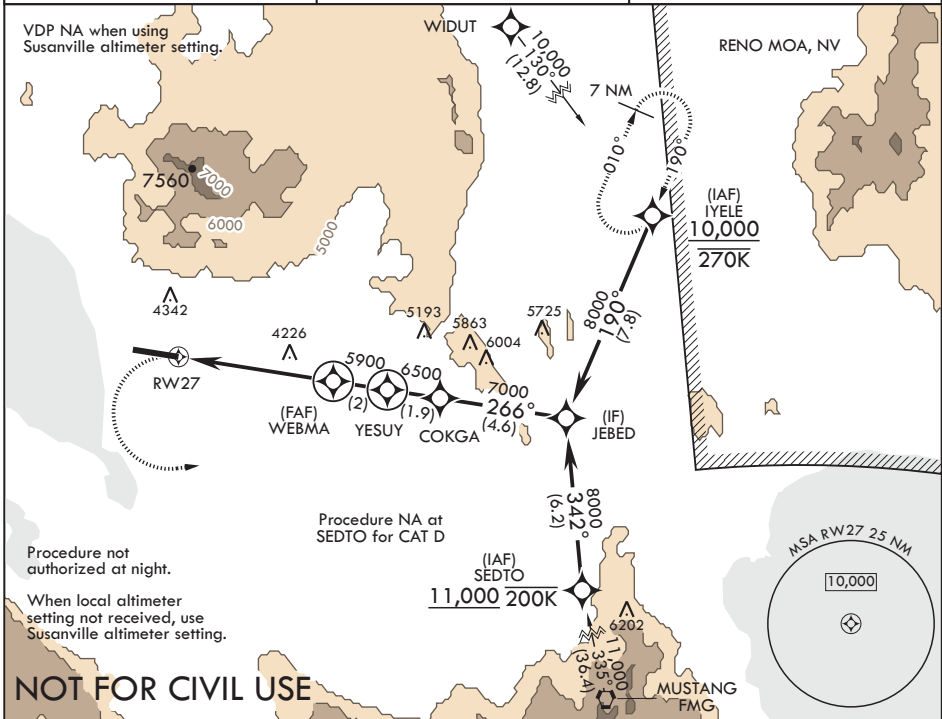 VDP NA when using
Susanville altimeter setting.
WIDUT
10,000
130°
(12.8)
RENO MOA, NV
7 NM
010°
190°
7560
7000
6000
5000
(IAF)
IYELE
10,000
270K
4342
5193
5725
8000
190°
(7.8)
5863
6004
4226
RW27
5900
6500
7000
266°
(2)
(1.9)
(4.6)
(FAF)
WEBMA
YESUY
COKGA
(IF)
JEBED
8000
342°
(6.2)
Procedure NA at
SEDTO for CAT D
(IAF)
SEDTO
11,000 200K
Procedure not
authorized at night.
When local altimeter
setting not received, use
Susanville altimeter setting.
MSA RW27 25 NM
10,000
6202
11,000
335°
(36.4)
MUSTANG
FMG
NOT FOR CIVIL USE